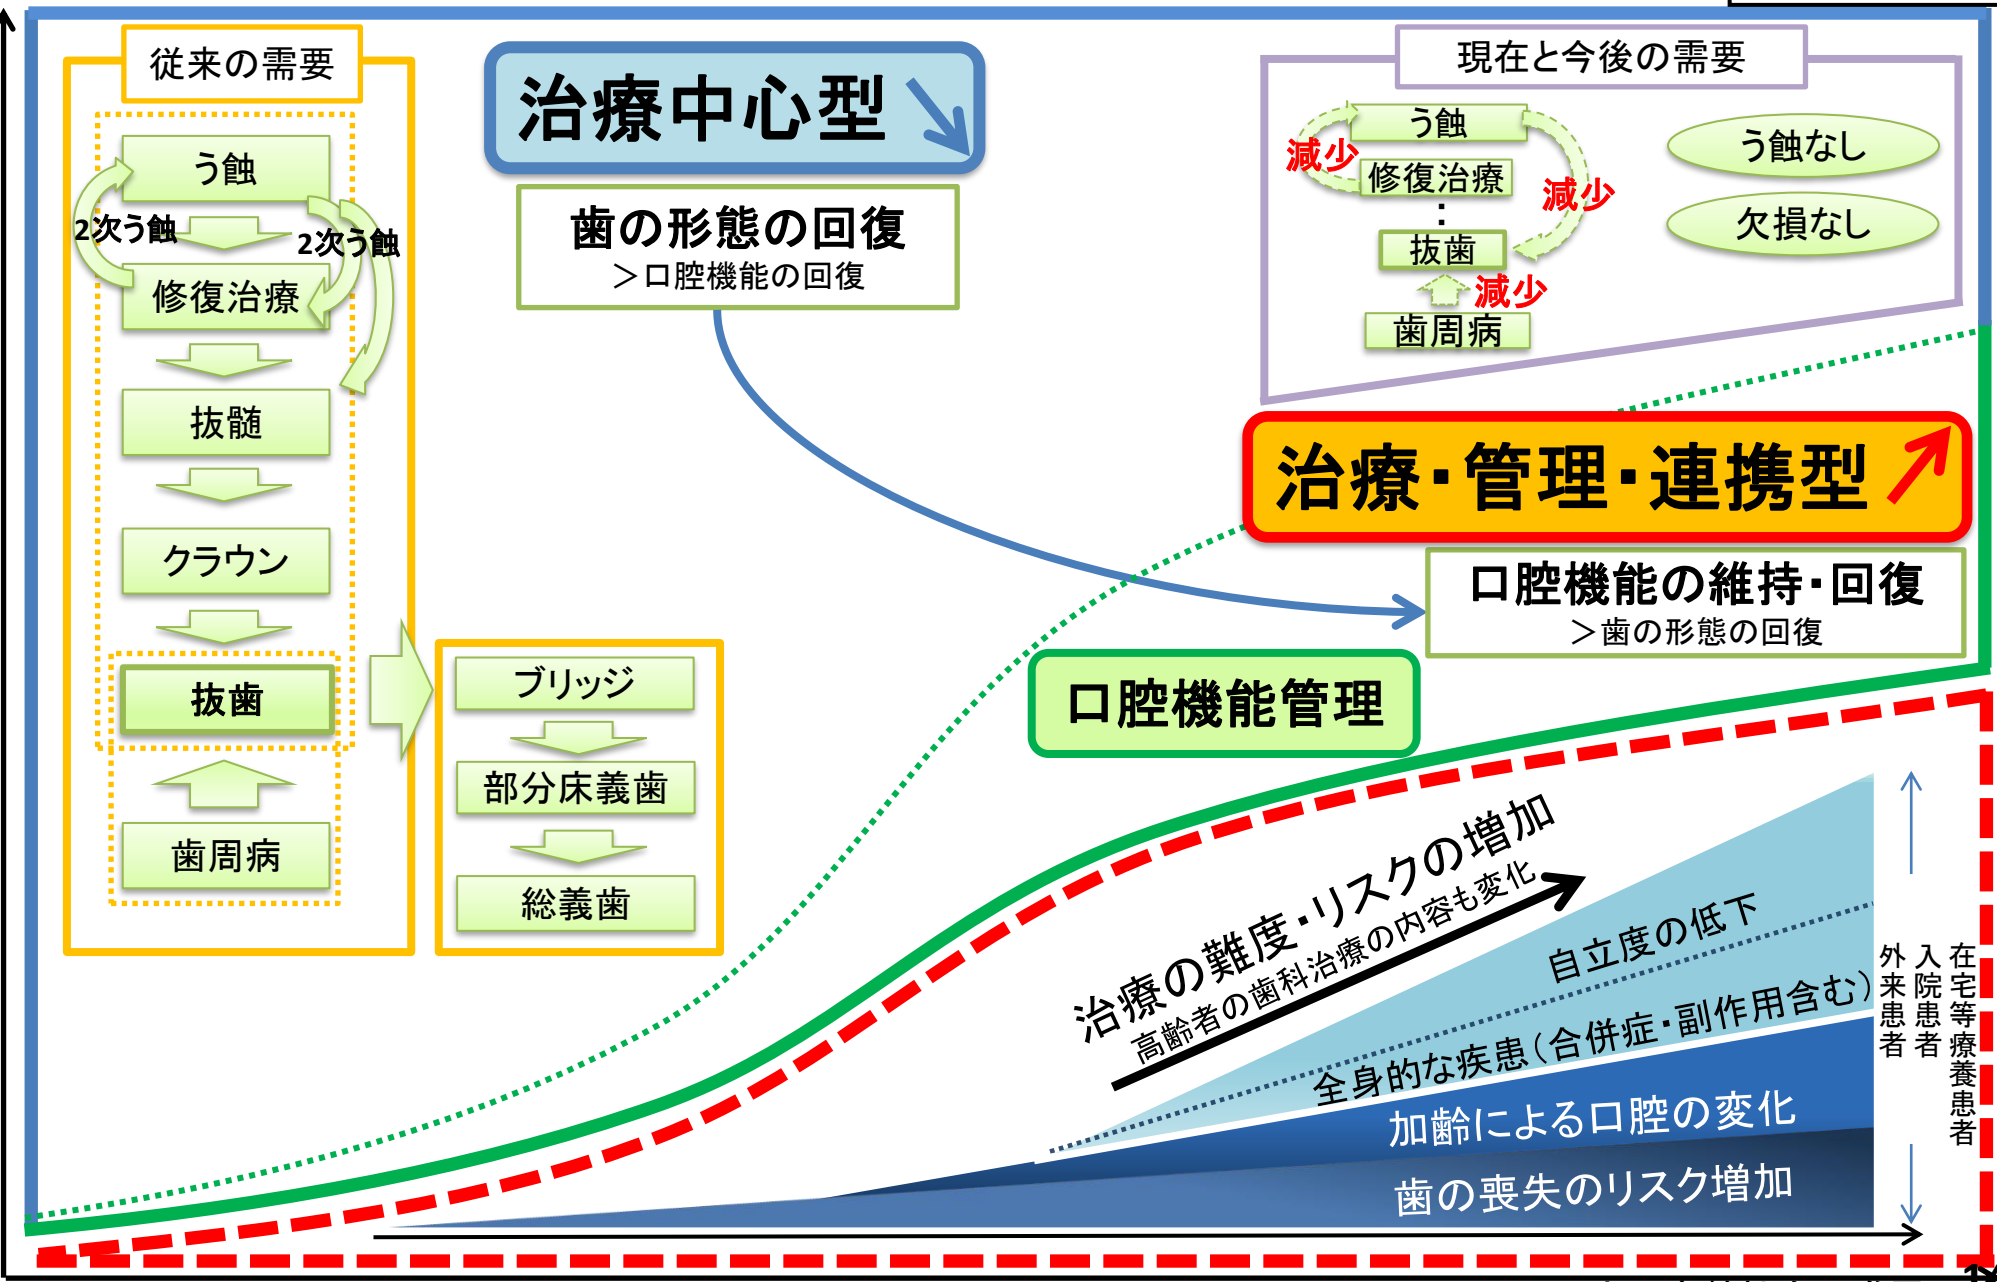 従来の需要
う蝕
2次う蝕
2次う蝕
修復治療
抜髄
クラウン
抜歯
歯周病
ブリッジ
部分床義歯
総義歯
治療中心型
歯の形態の回復
＞口腔機能の回復
現在と今後の需要
う蝕
減少
修復治療
減少
：
抜歯
減少
歯周病
う蝕なし
欠損なし
治療・管理・連携型
口腔機能の維持・回復
＞歯の形態の回復
口腔機能管理
治療の難度・リスクの増加
高齢者の歯科治療の内容も変化
自立度の低下
全身的な疾患（合併症・副作用含む）
加齢による口腔の変化
歯の喪失のリスク増加
外来患者
入院患者
在宅等療養患者